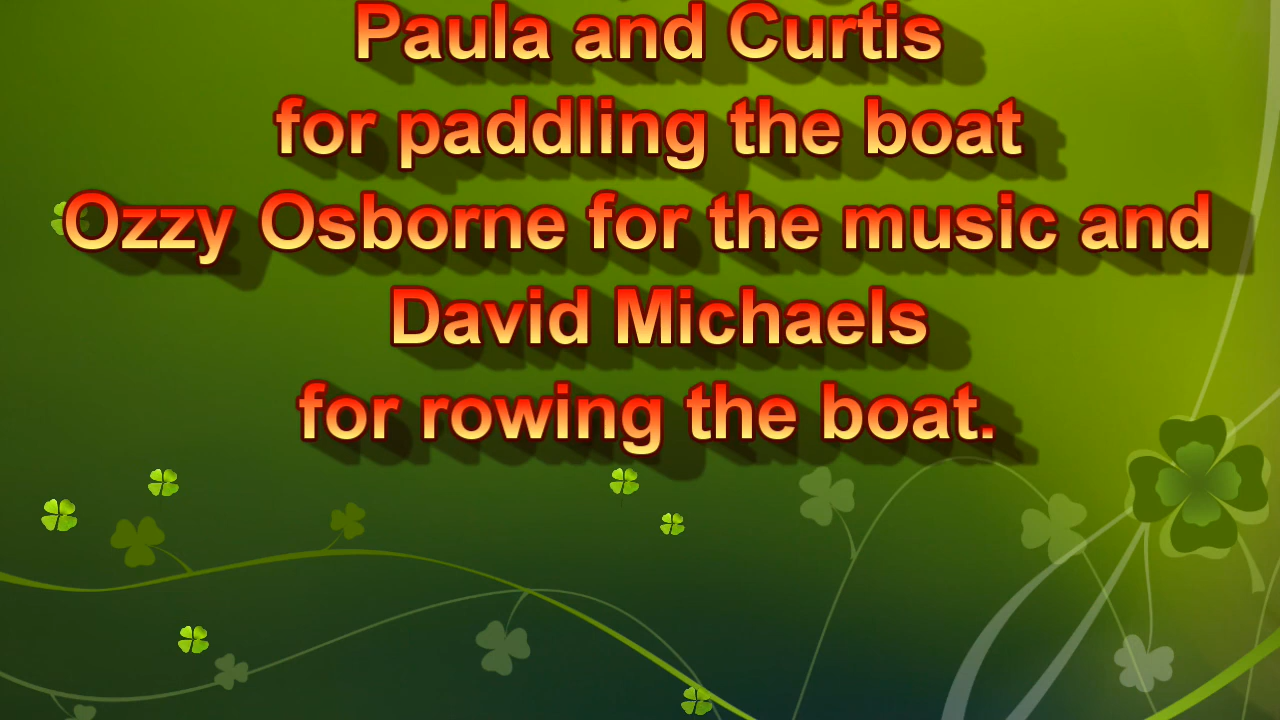 Paula and Curtis
for paddling the boat
Ozzy Osborne for the music and
David Michaels
for rowing the boat.